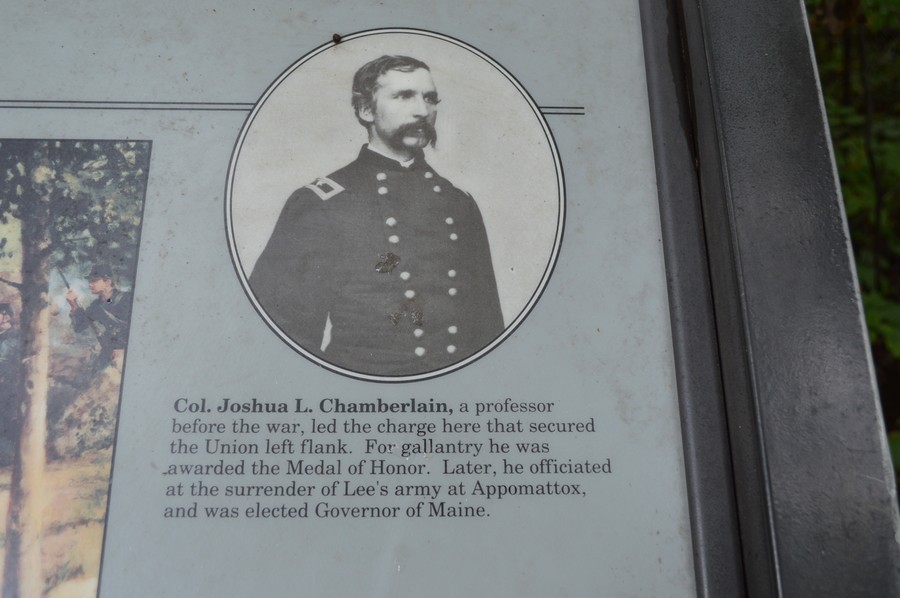 Col. Joshua L. Chamberlain, a professor
before the war, led the charge here that secured
the Union left flank.  For gallantry he was
awarded the Medal of Honor.  Later, he officiated
at the surrender of Lee's army at Appomattox,
and was elected Governor of Maine.